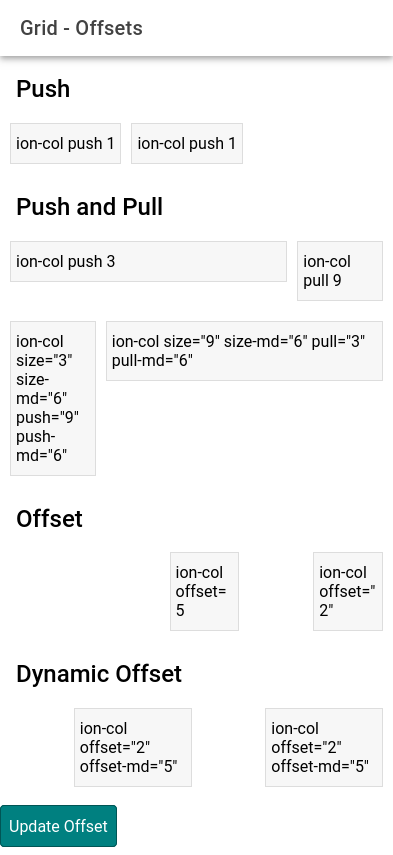 Grid - Offsets
Push
ion-col push 1 ion-col push 1
Push and Pull
ion-col push 3
ion-col
pull 9
ion-col
size="3"
size-
md="6"
push="9"
push-
md="6"
ion-col size="9" size-md="6" pull="3"
pull-md="6"
Offset
ion-col
offset=
5
ion-col
offset="
2"
Dynamic Offset
ion-col
offset="2"
offset-md="5"
ion-col
offset="2"
offset-md="5"
Update Offset